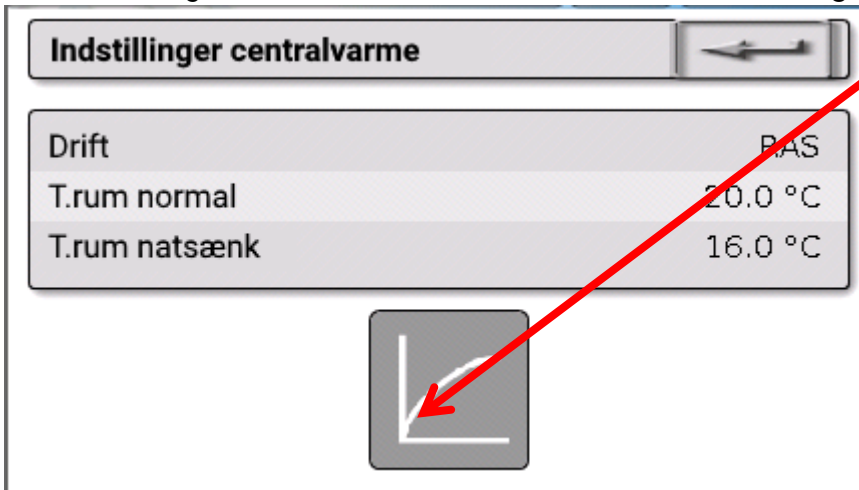 Indstillinger centralvarme
Drift RAS
T.rum normal 20.0 °C
T.rum natsænk 16.0 °C